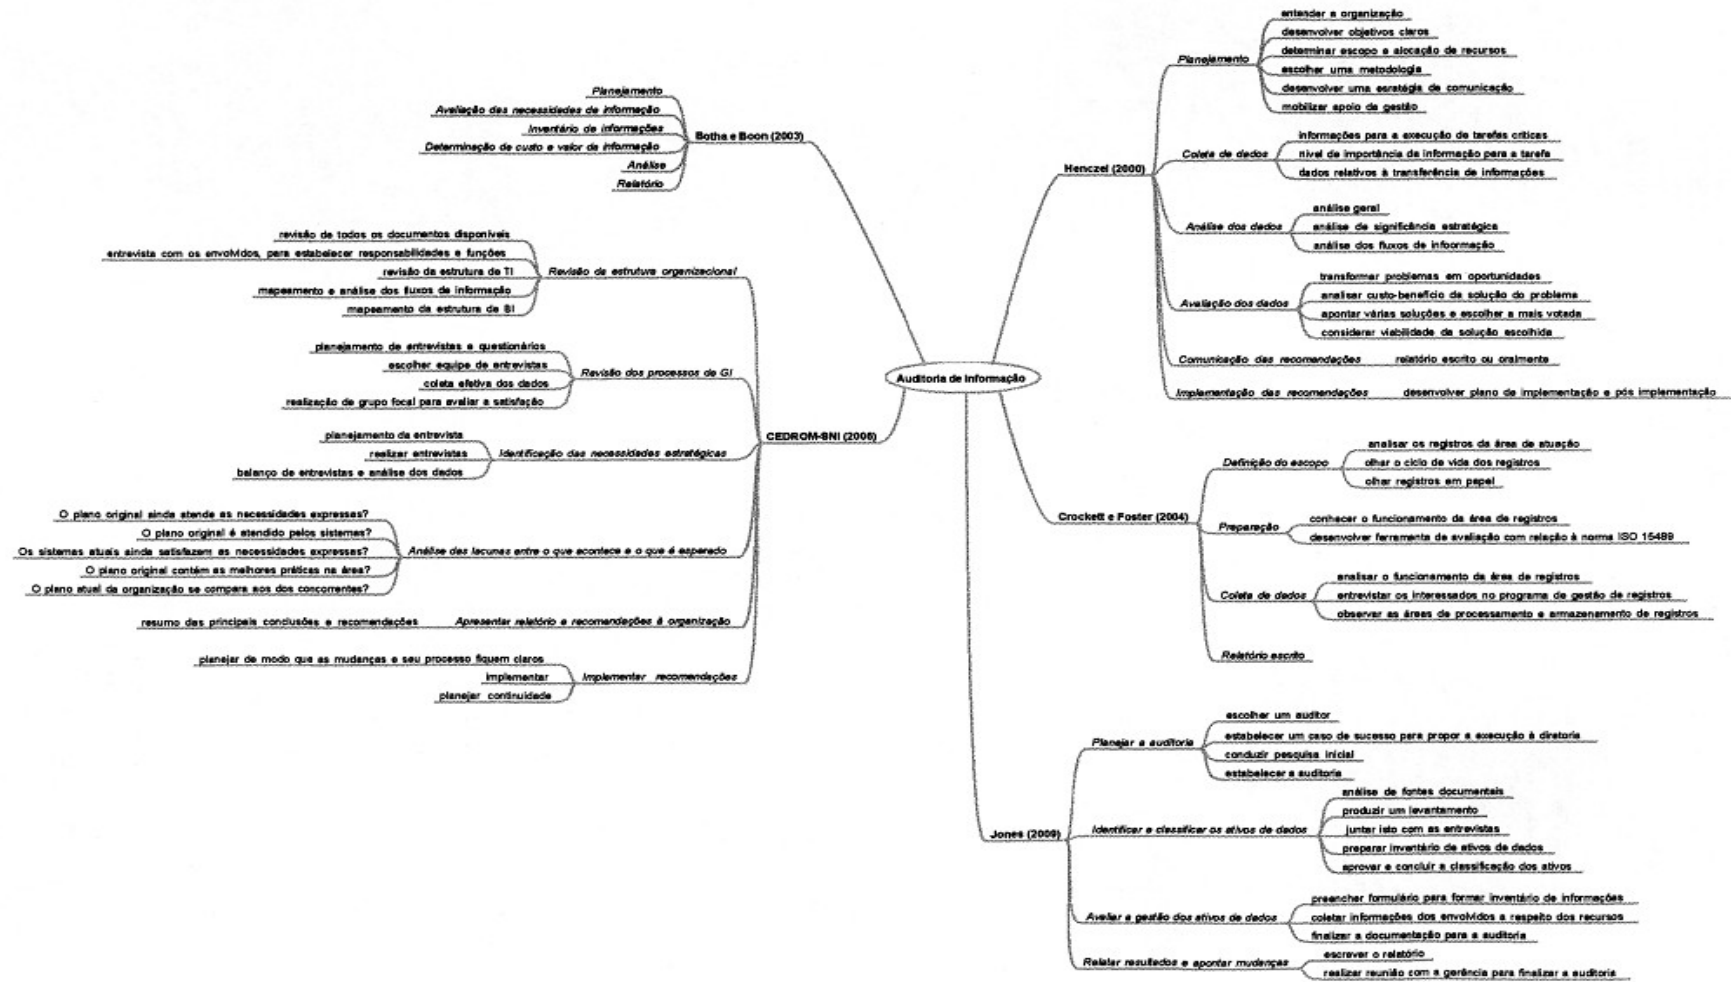 Auditoria de Informação
Botha e Boon (2003)
Planejamento
Avaliação das necessidades de informação
Inventário de informações
Determinação de custo e valor da informação
Análise
Relatório
CEDROM-SNI
Revisão da estrutura organizacional
revisão de todos os documentos disponíveis
entrevista com os envolvidos, para estabelecer responsabilidades e funções
revisão da estrutura de TI
mapeamento e análise dos fluxos de informação
mapeamento da estrutura de
Revisão dos processos de GI
planejamento de entrevistas e questionários
escolher equipe de entrevistas
coleta efetiva dos dados
realização de grupo focal para avaliar a satisfação
Identificação das necessidades estratégicas
planejamento da entrevista
realizar entrevistas
balanço de entrevistas e análise dos dados
Análise das lacunas entre o que acontece e o que é esperado
O plano original ainda atende as necessidades expressas?
O plano original é atendido pelos sistemas?
Os sistemas atuais ainda satisfazem as necessidades expressas?
O plano original contém as melhores práticas na área?
O plano atual da organização se compara aos dos concorrentes?
Apresentar relatório e recomendações à organização
resumo das principais conclusões e recomendações
Implementar recomendações
planejar de modo que as mudanças e seu processo fiquem claros
implementar
planejar continuidade
Henczel (2000)
Planejamento
entender a organização
desenvolver objetivos claros
determinar escopo e alocação de recursos
escolher uma metodologia
desenvolver uma esratégia de comunicação
mobilizar apoio da gestão
Coleta de dados
informações para a execução de tarefas críticas
nível de importância da informação para a tarefa
dados relativos à transferência de informações
Análise dos dados
análise geral
análise de significância estratégica
análise dos fluxos de infoormação
Avaliação dos dados
transformar problemas em oportunidades
analisar custo-benefício da solução do problema
apontar várias soluções e escolher a mais votada
considerar viabilidade da solução escolhida
Comunicação das recomendações
relatório escrito ou oralmente
Implementação das recomendações
desenvolver plano de implementação e pós implementação
Crockett e Foster (2004)
Definição do escopo
analisar os registros da área de atuação
olhar o ciclo de vida dos registros
olhar registros em papel
Preparação
conhecer o funcionamento da área de registros
desenvolver ferramenta de avaliação com relação à norma ISO 15489
Coleta de dados
analisar o funcionamento da área de registros
entrevistar os interessados no programa de gestão de registros
observar as áreas de processamento e armazenamento de registros
Relatório escrito
Jones (2009)
Planejar a auditoria
escolher um auditor
estabelecer um caso de sucesso para propor a execução à diretoria
conduzir pesquisa inicial
estabelecer a auditoria
Identificar e classificar os ativos de dados
análise de fontes documentais
produzir um levantamento
juntar isto com as entrevistas
preparar inventário de ativos de dados
aprovar e concluir a classificação dos ativos
Avaliar a gestão dos ativos de dados
preencher formulário para formar inventário de informações
coletar informações dos envolvidos a respeito dos recursos
finalizar a documentação para a auditoria
Relatar resultados e apontar mudanças
escrever o relatório
realizar reunião com a gerência para finalizar a auditoria